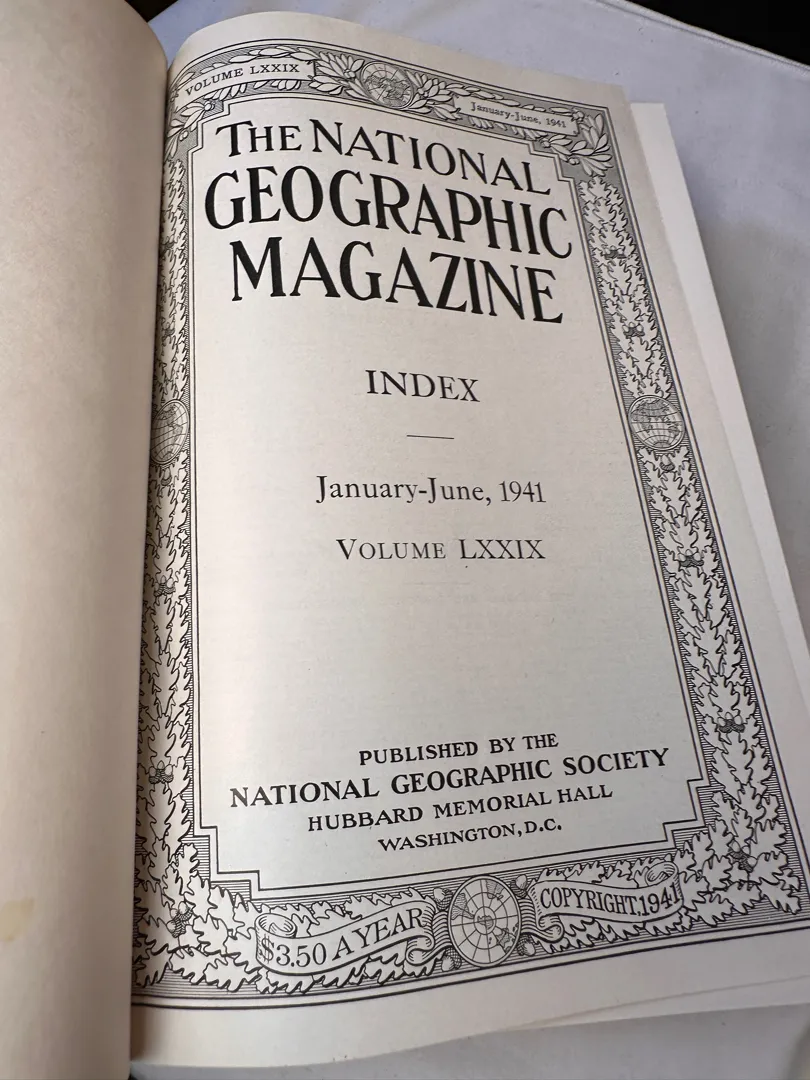 VOLUME LXXIX
January-June, 1941
THE NATIONAL
GEOGRAPHIC
MAGAZINE
INDEX
January-June, 1941
VOLUME LXXIX
PUBLISHED BY THE
NATIONAL GEOGRAPHIC SOCIETY
HUBBARD MEMORIAL HALL
WASHINGTON, D.C.
$3.50 A YEAR
COPYRIGHT.1941